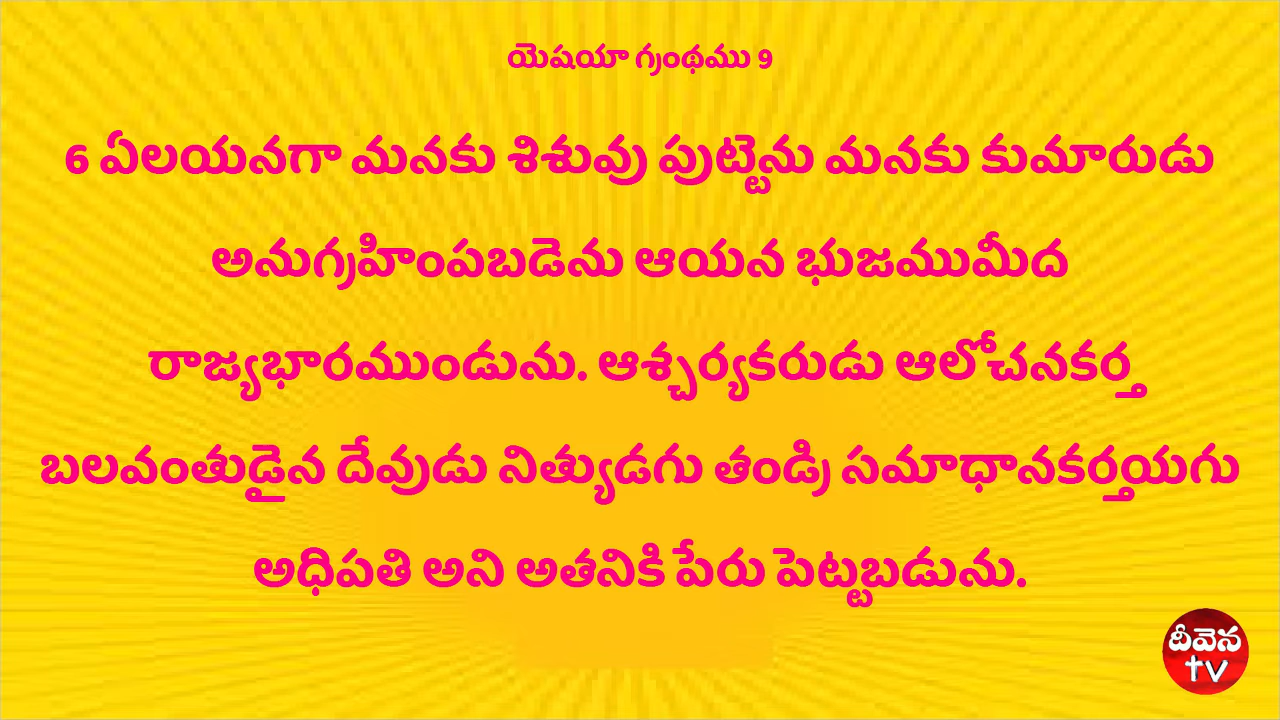 యెషయా గ్రంథము 9
6 ఏలయనగా మనకు శిశువు పుట్టెను మనకు కుమారుడు
అనుగ్రహింపబడెను ఆయన భుజముమీద
రాజ్యభారముండును. ఆశ్చర్యకరుడు ఆలోచనకర్త
బలవంతుడైన దేవుడు నిత్యుడగు తండ్రి సమాధానకర్తయగు
అధిపతి అని అతనికి పేరు పెట్టబడును.
దీవెన
tv